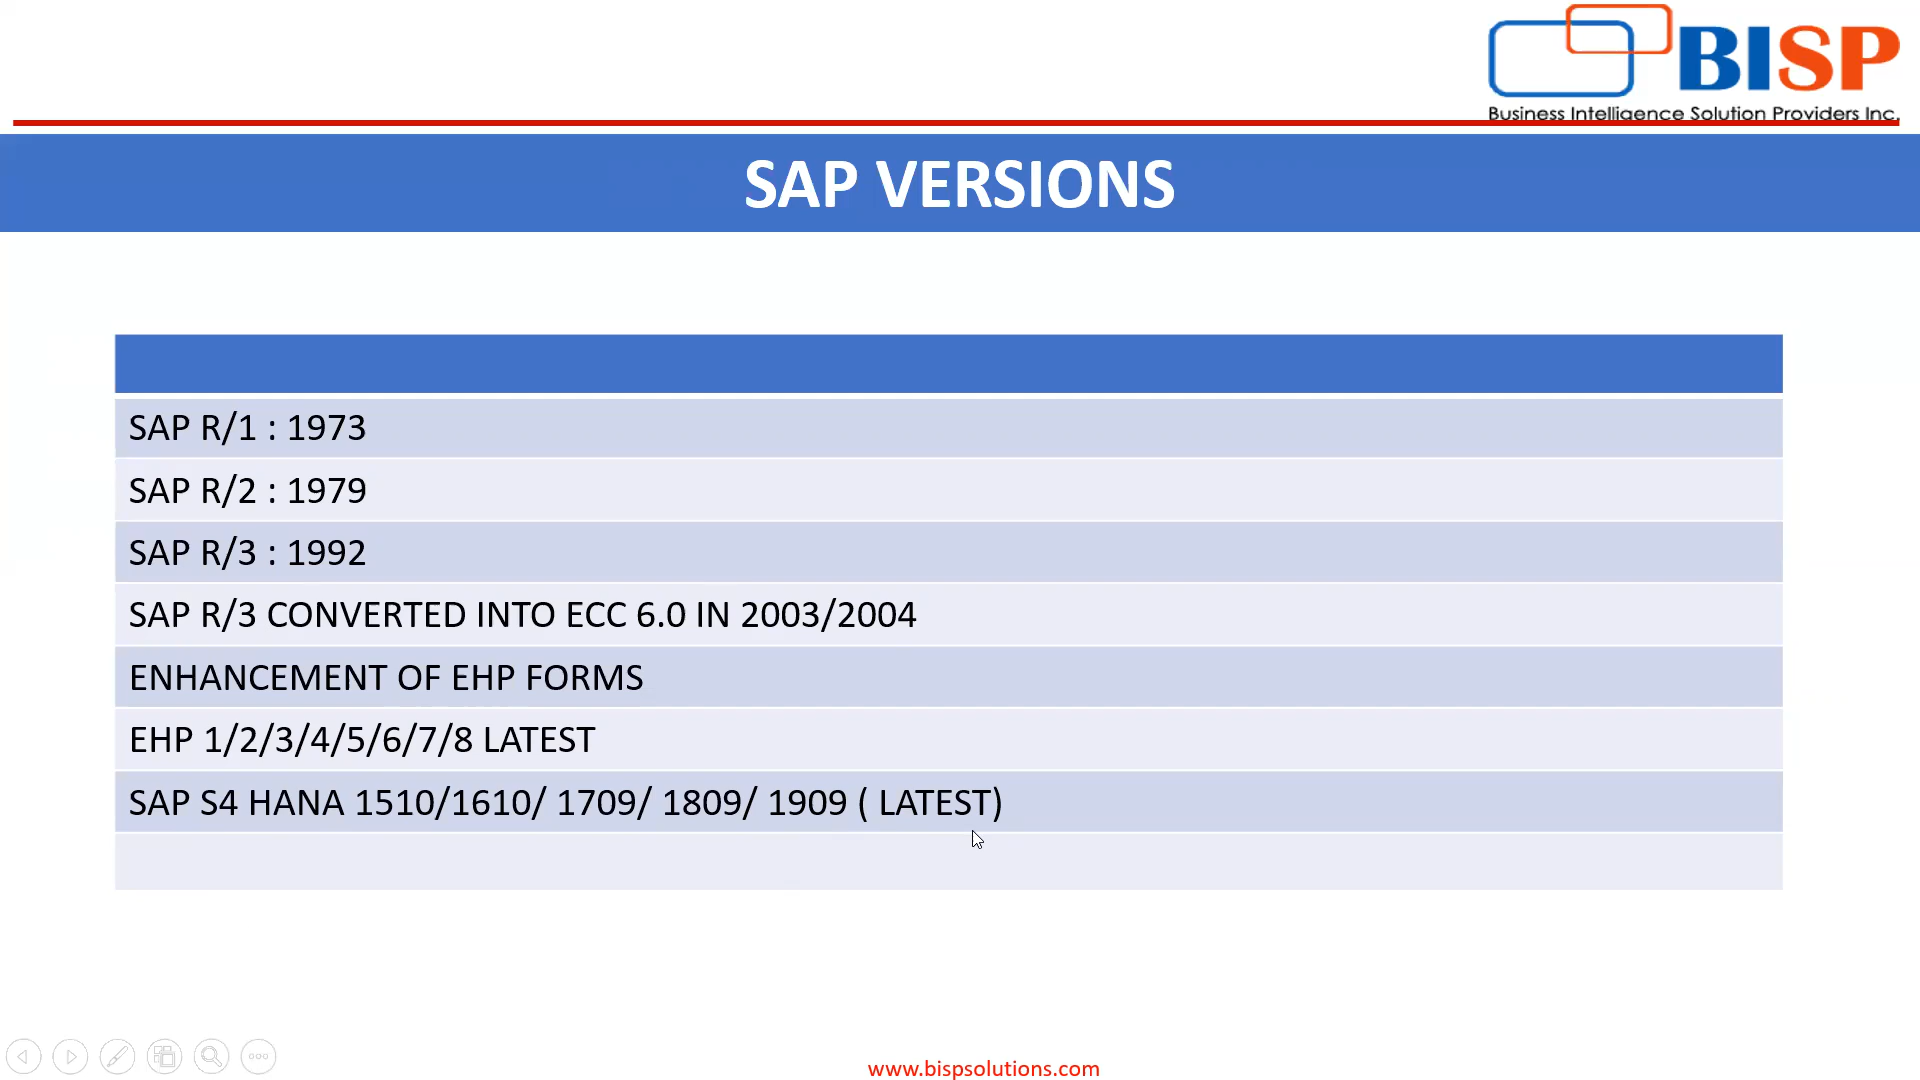 BISP
Business Intelligence Solution Providers Inc.
SAP VERSIONS
SAP R/1 : 1973
SAP R/2 : 1979
SAP R/3 : 1992
SAP R/3 CONVERTED INTO ECC 6.0 IN 2003/2004
ENHANCEMENT OF EHP FORMS
EHP 1/2/3/4/5/6/7/8 LATEST
SAP S4 HANA 1510/1610/ 1709/ 1809/ 1909 ( LATEST)
www.bispsolutions.com